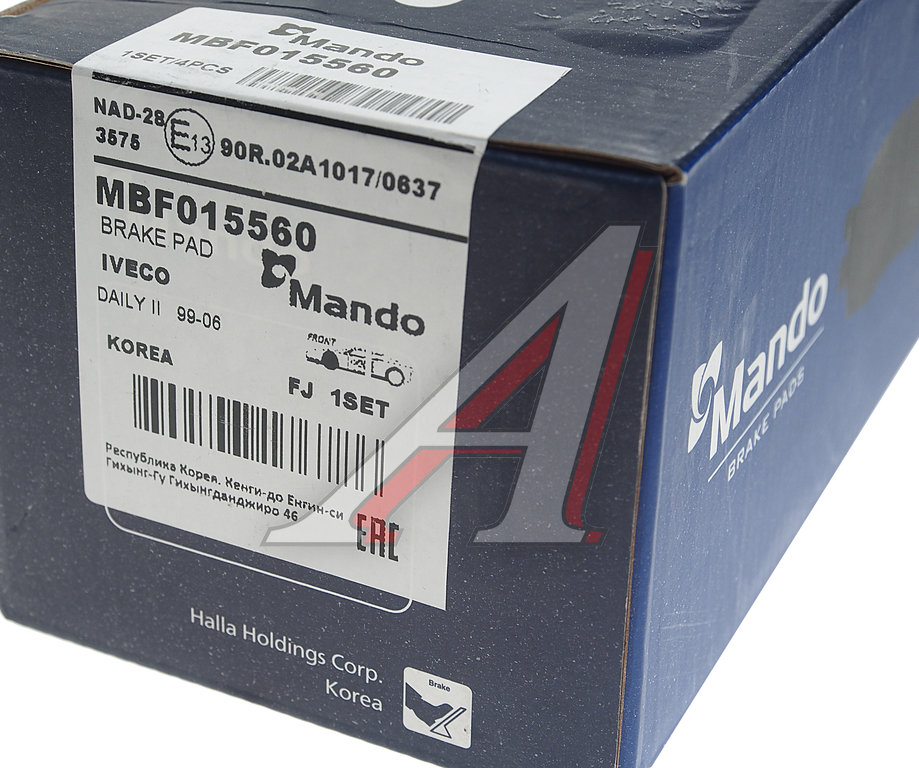 Mando
MBF015560
1SET/4PCS
NAD-28
3575
E13
90R.02A1017/0637
MBF015560
BRAKE PAD
IVECO
Mando
DAILY II 99-06
FRONT
KOREA
FJ 1SET
Республика Корея. Кенги-до Енгин-си
Гихынг-Гу Гихынгданджиро 46
EAC
Halla Holdings Corp.
Korea
Brake
Mando
BRAKE PADS